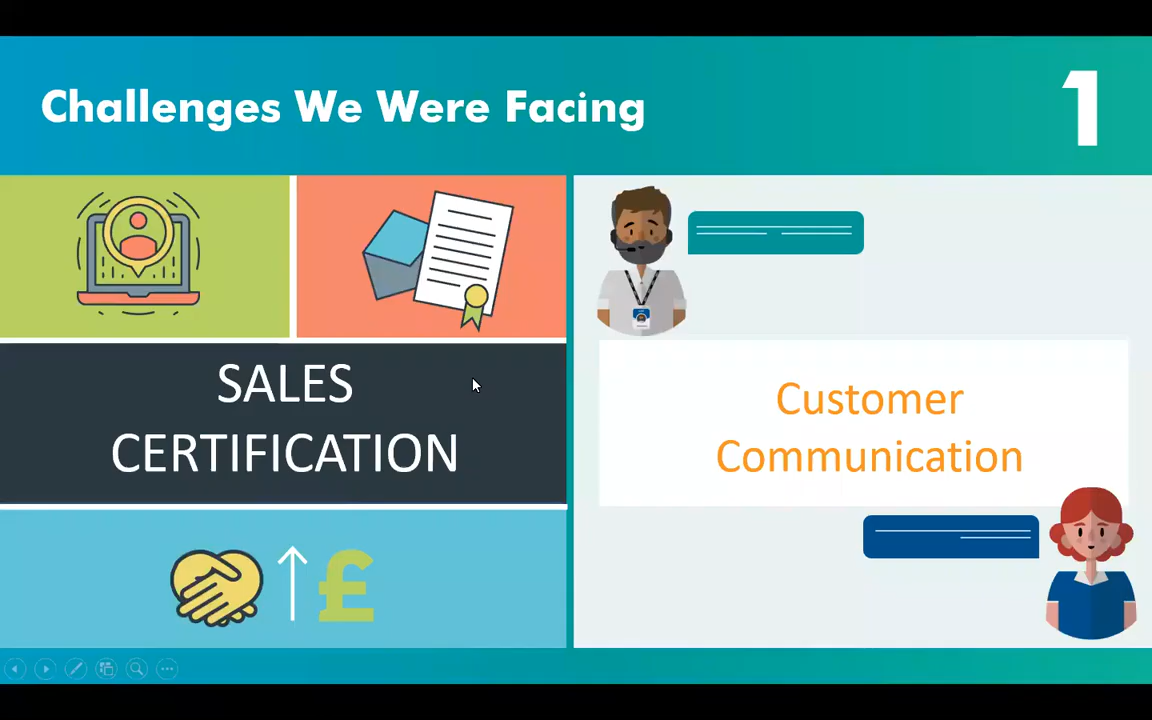 Challenges We Were Facing
1
SALES
CERTIFICATION
£
Customer
Communication